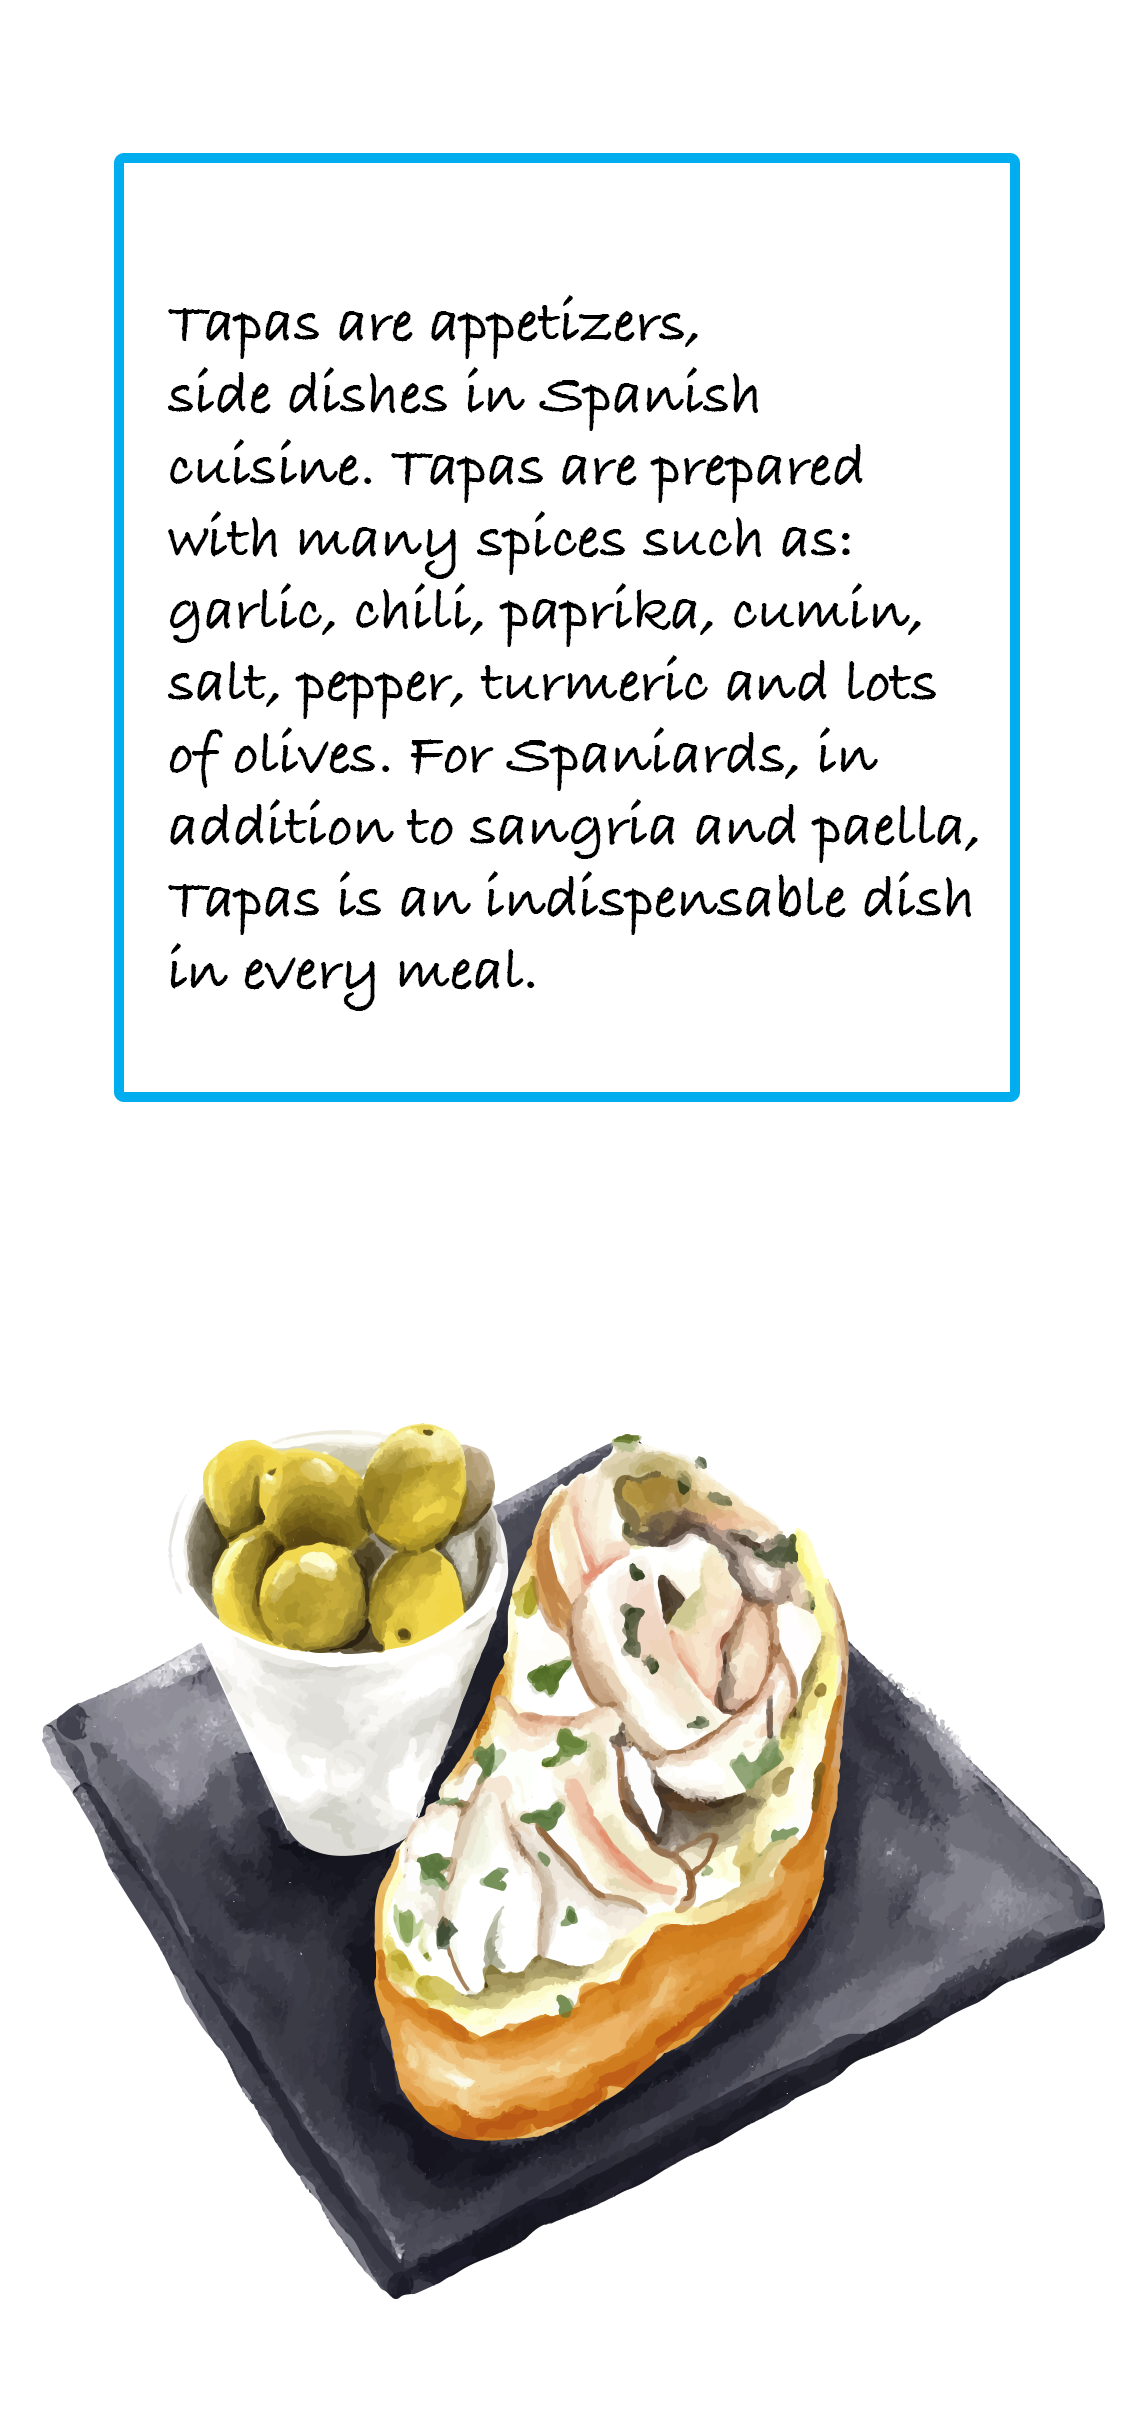 Tapas are appetizers,
side dishes in Spanish
cuisine. Tapas are prepared
with many spices such as:
garlic, chili, paprika, cumin,
salt, pepper, turmeric and lots
of olives. For Spaniards, in
addition to sangria and paella,
Tapas is an indispensable dish
in every meal.